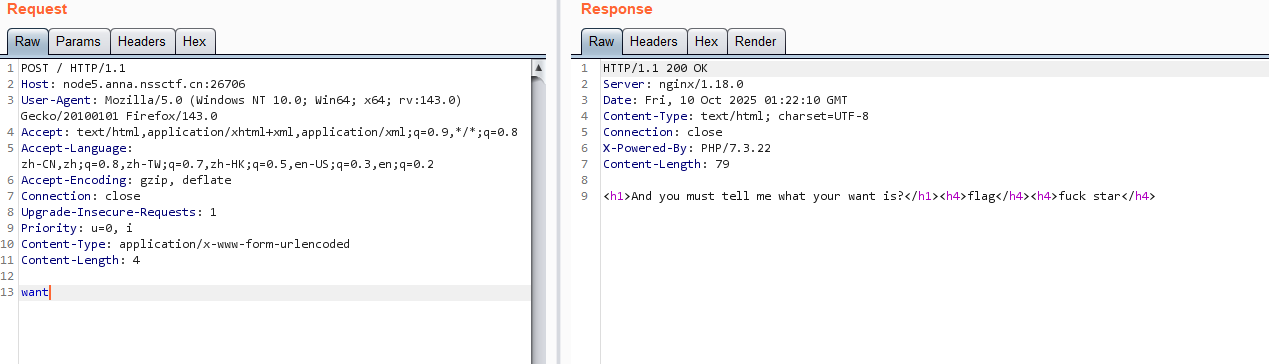 Request
Raw Params Headers Hex
1 POST / HTTP/1.1
2 Host: node5.anna.nssctf.cn:26706
3 User-Agent: Mozilla/5.0 (Windows NT 10.0; Win64; x64; rv:143.0)
Gecko/20100101 Firefox/143.0
4 Accept: text/html,application/xhtml+xml,application/xml;q=0.9,*/*;q=0.8
5 Accept-Language:
zh-CN,zh;q=0.8,zh-TW;q=0.7,zh-HK;q=0.5,en-US;q=0.3,en;q=0.2
6 Accept-Encoding: gzip, deflate
7 Connection: close
8 Upgrade-Insecure-Requests: 1
9 Priority: u=0, i
10 Content-Type: application/x-www-form-urlencoded
11 Content-Length: 4
12
13 want
Response
Raw Headers Hex Render
1 HTTP/1.1 200 OK
2 Server: nginx/1.18.0
3 Date: Fri, 10 Oct 2025 01:22:10 GMT
4 Content-Type: text/html; charset=UTF-8
5 Connection: close
6 X-Powered-By: PHP/7.3.22
7 Content-Length: 79
8
9 <h1>And you must tell me what your want is?</h1><h4>flag</h4><h4>fuck star</h4>